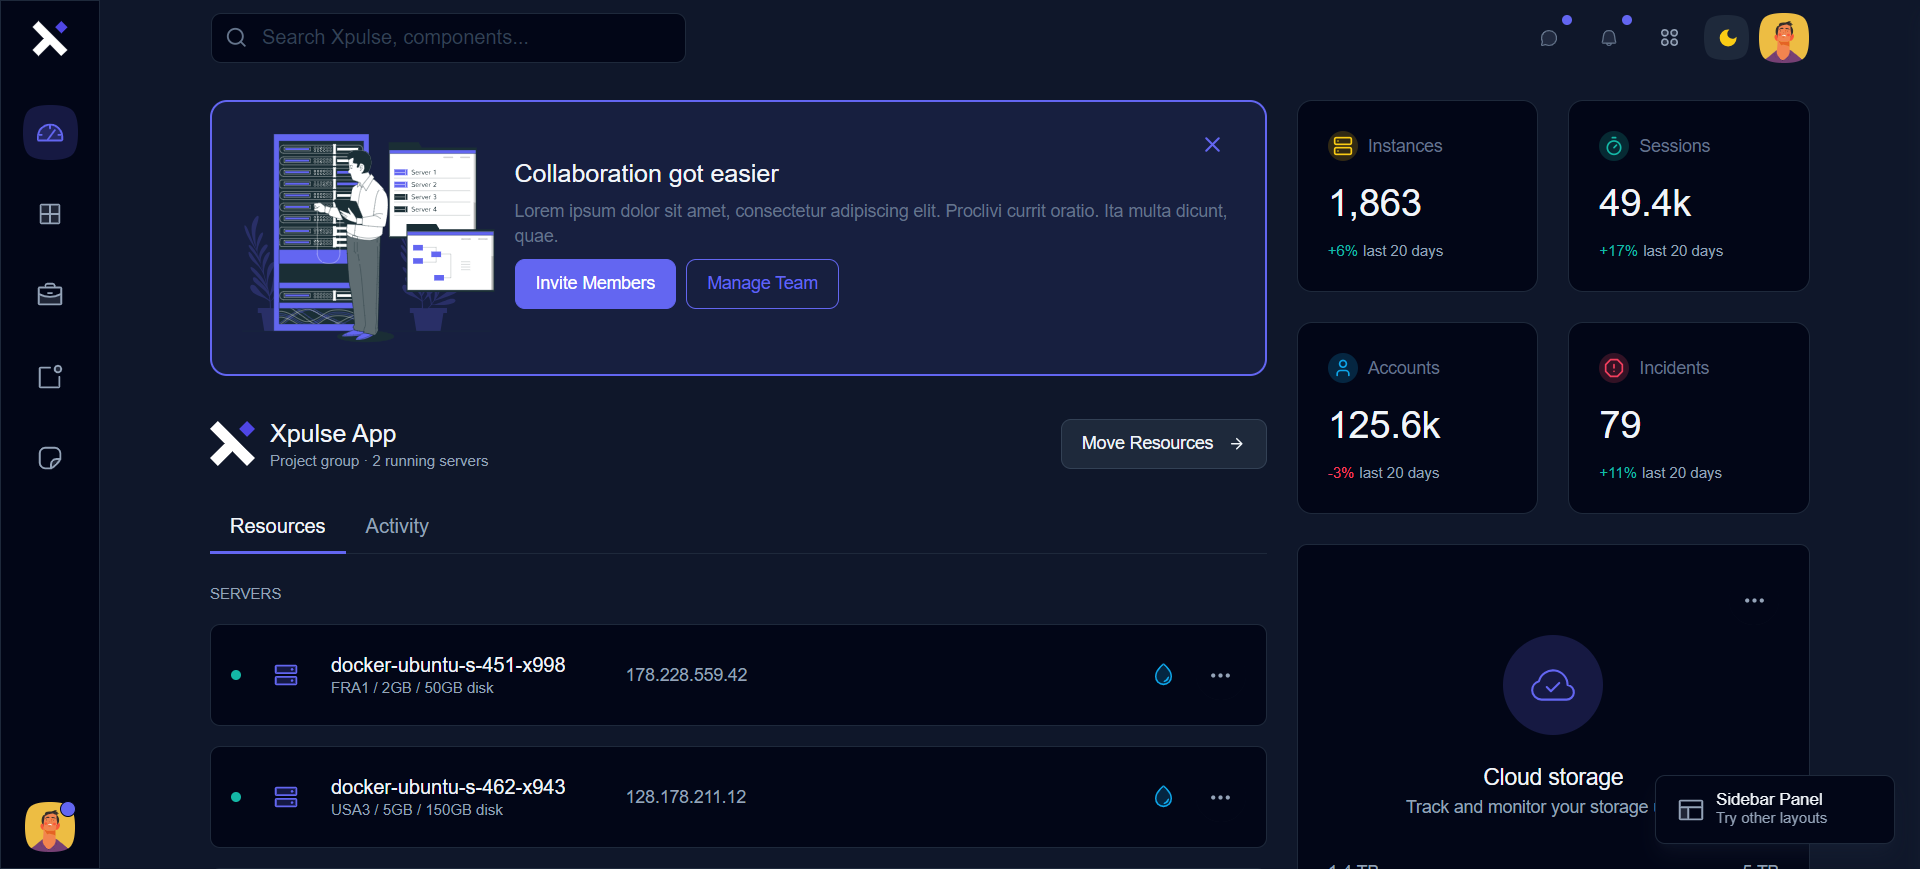 Search Xpulse, components...
Server 1
Server 2
Server 3
Server 4
Collaboration got easier
Lorem ipsum dolor sit amet, consectetur adipiscing elit. Proclivi currit oratio. Ita multa dicunt,
quae.
Invite Members
Manage Team
Instances
1,863
+6% last 20 days
Sessions
49.4k
+17% last 20 days
Accounts
125.6k
-3% last 20 days
Incidents
79
+11% last 20 days
Xpulse App
Project group · 2 running servers
Move Resources
Resources
Activity
SERVERS
docker-ubuntu-s-451-x998
FRA1 / 2GB / 50GB disk
178.228.559.42
docker-ubuntu-s-462-x943
USA3 / 5GB / 150GB disk
128.178.211.12
Cloud storage
Track and monitor your storage
Sidebar Panel
Try other layouts